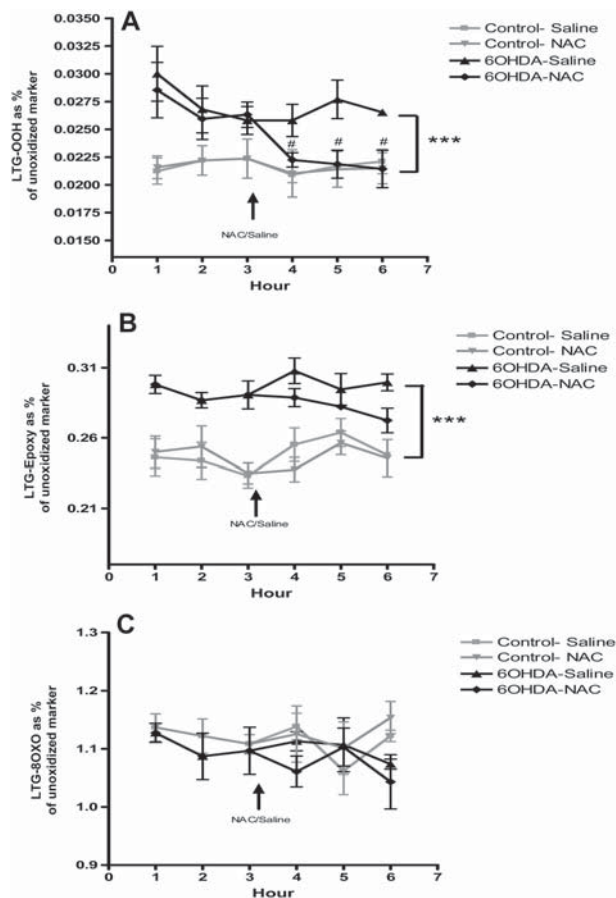 A
Control- Saline
Control- NAC
6OHDA-Saline
6OHDA-NAC
LTG-OOH as %
of unoxidized marker
0.0350
0.0325
0.0300
0.0275
0.0250
0.0225
0.0200
0.0175
0.0150
# # #
***
NAC/Saline
0 1 2 3 4 5 6 7
Hour
B
Control- Saline
Control- NAC
6OHDA-Saline
6OHDA-NAC
LTG-Epoxy as %
of unoxidized marker
0.31
0.26
0.21
***
NAC/Saline
0 1 2 3 4 5 6 7
Hour
C
Control- Saline
Control- NAC
6OHDA-Saline
6OHDA-NAC
LTG-8OXO as %
of unoxidized marker
1.3
1.2
1.1
1.0
0.9
NAC/Saline
0 1 2 3 4 5 6 7
Hour